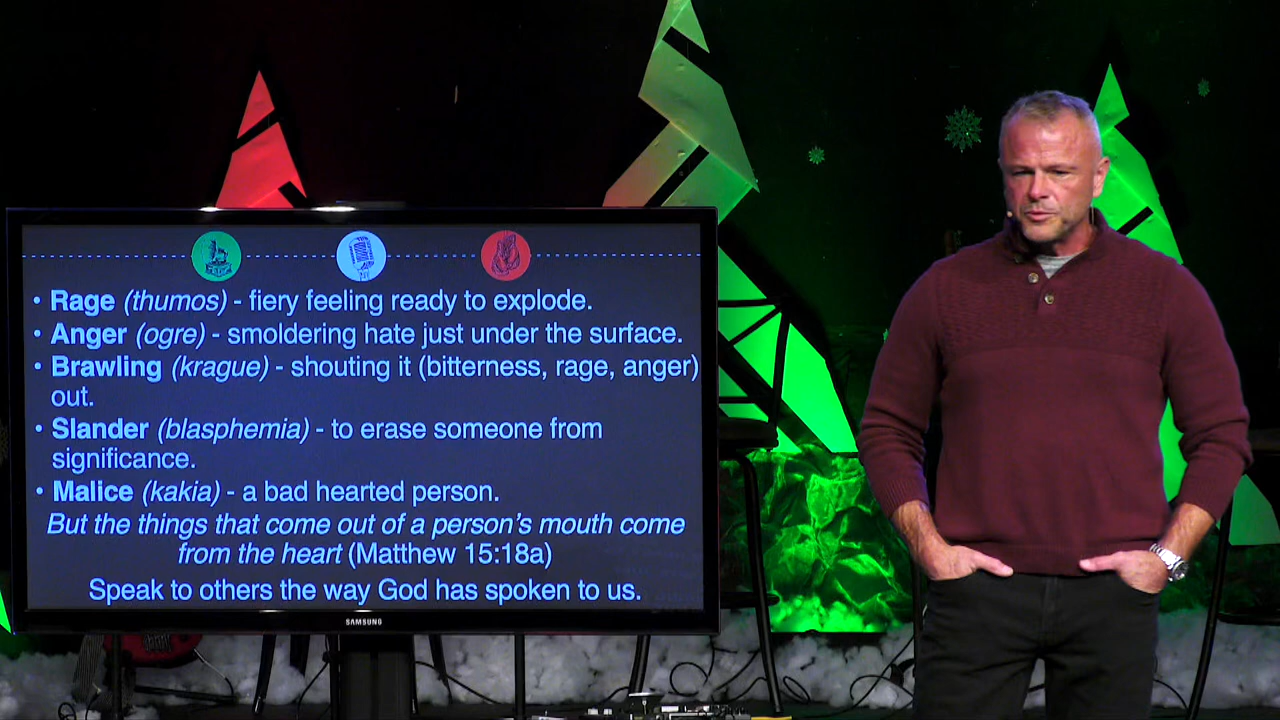 • Rage (thumos) - fiery feeling ready to explode.
• Anger (ogre) - smoldering hate just under the surface.
• Brawling (krague) - shouting it (bitterness, rage, anger)
out.
• Slander (blasphemia) - to erase someone from
significance.
• Malice (kakia) - a bad hearted person.
But the things that come out of a person's mouth come
from the heart (Matthew 15:18a)
Speak to others the way God has spoken to us.
SAMSUNG